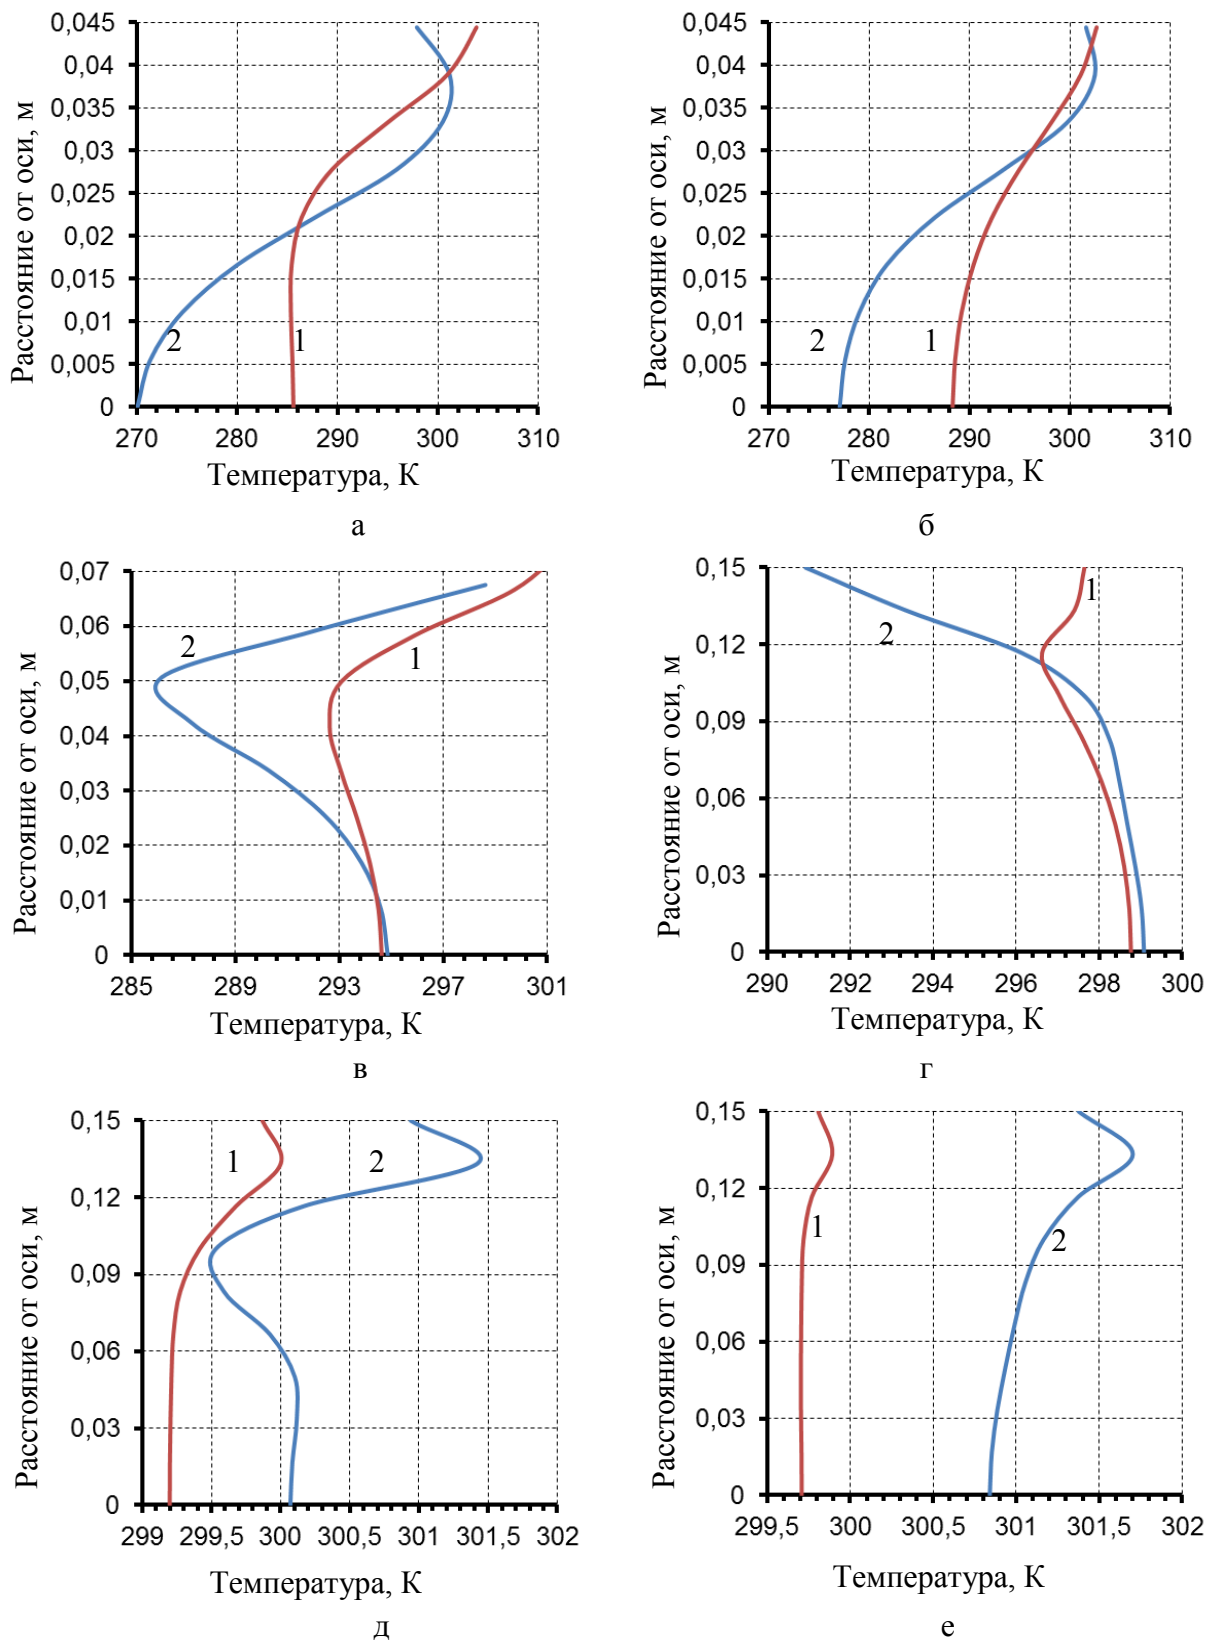 Расстояние от оси, м
0,045
0,04
0,035
0,03
0,025
0,02
0,015
0,01
0,005
0
2
1
270 280 290 300 310
Температура, К
а
Расстояние от оси, м
0,045
0,04
0,035
0,03
0,025
0,02
0,015
0,01
0,005
0
2
1
270 280 290 300 310
Температура, К
б
Расстояние от оси, м
0,07
0,06
0,05
0,04
0,03
0,02
0,01
0
2
1
285 289 293 297 301
Температура, К
в
Расстояние от оси, м
0,15
0,12
0,09
0,06
0,03
0
1
2
290 292 294 296 298 300
Температура, К
г
Расстояние от оси, м
0,15
0,12
0,09
0,06
0,03
0
1
2
299 299,5 300 300,5 301 301,5 302
Температура, К
д
Расстояние от оси, м
0,15
0,12
0,09
0,06
0,03
0
1
2
299,5 300 300,5 301 301,5 302
Температура, К
е